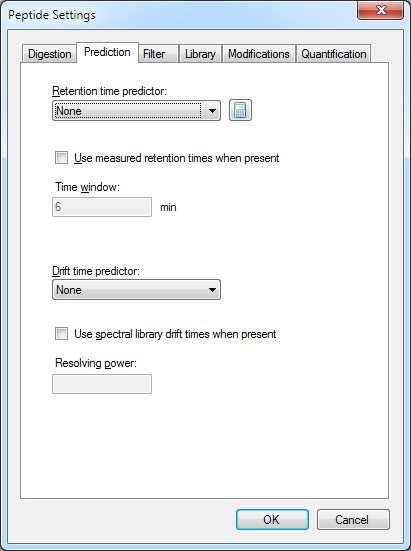 Peptide Settings
Digestion Prediction Filter Library Modifications Quantification
Retention time predictor:
None
Use measured retention times when present
Time window:
6 min
Drift time predictor:
None
Use spectral library drift times when present
Resolving power:
OK Cancel